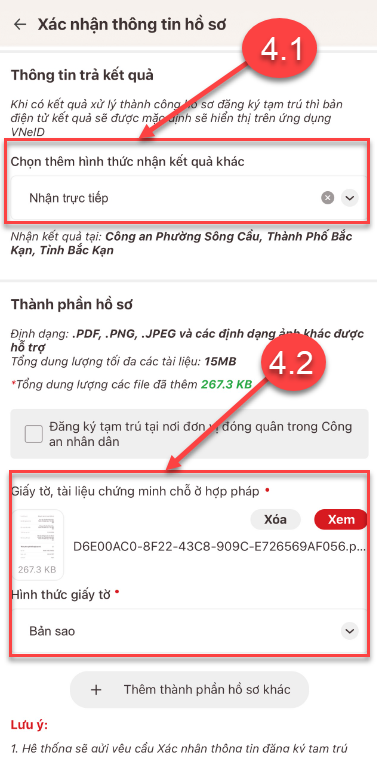 ← Xác nhận thông tin hồ sơ
4.1
Thông tin trả kết quả
Khi có kết quả xử lý thành công hồ sơ đăng ký tạm trú thì bản
điện tử kết quả sẽ được mặc định sẽ hiển thị trên ứng dụng
VNeID
Chọn thêm hình thức nhận kết quả khác
Nhận trực tiếp
Nhận kết quả tại: Công an Phường Sông Cầu, Thành Phố Bắc
Kạn, Tỉnh Bắc Kạn
Thành phần hồ sơ
Định dạng: .PDF, .PNG, .JPEG và các định dạng ảnh khác được
hỗ trợ
Tổng dung lượng tối đa các tài liệu: 15MB
*Tổng dung lượng các file đã thêm 267.3 KB
4.2
Đăng ký tạm trú tại nơi đơn vị đóng quân trong Công
an nhân dân
Giấy tờ, tài liệu chứng minh chỗ ở hợp pháp *
Xóa Xem
D6E00AC0-8F22-43C8-909C-E726569AF056.p...
267.3 KB
Hình thức giấy tờ *
Bản sao
+ Thêm thành phần hồ sơ khác
Lưu ý:
1. Hệ thống sẽ gửi yêu cầu Xác nhận thông tin đăng ký tạm trú